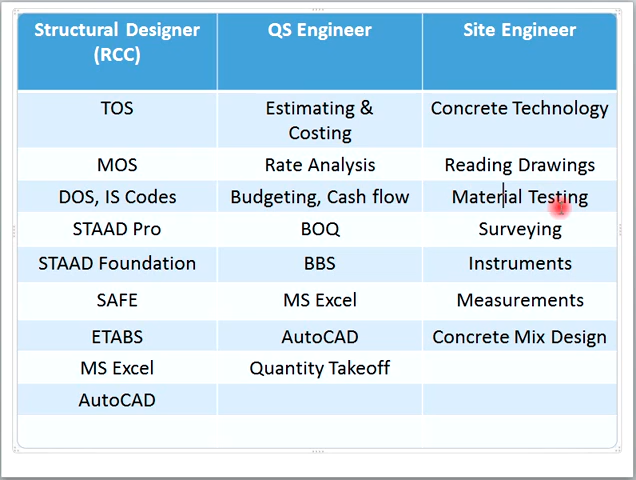 Structural Designer (RCC) QS Engineer Site Engineer
TOS Estimating & Costing Concrete Technology
MOS Rate Analysis Reading Drawings
DOS, IS Codes Budgeting, Cash flow Material Testing
STAAD Pro BOQ Surveying
STAAD Foundation BBS Instruments
SAFE MS Excel Measurements
ETABS AutoCAD Concrete Mix Design
MS Excel Quantity Takeoff
AutoCAD